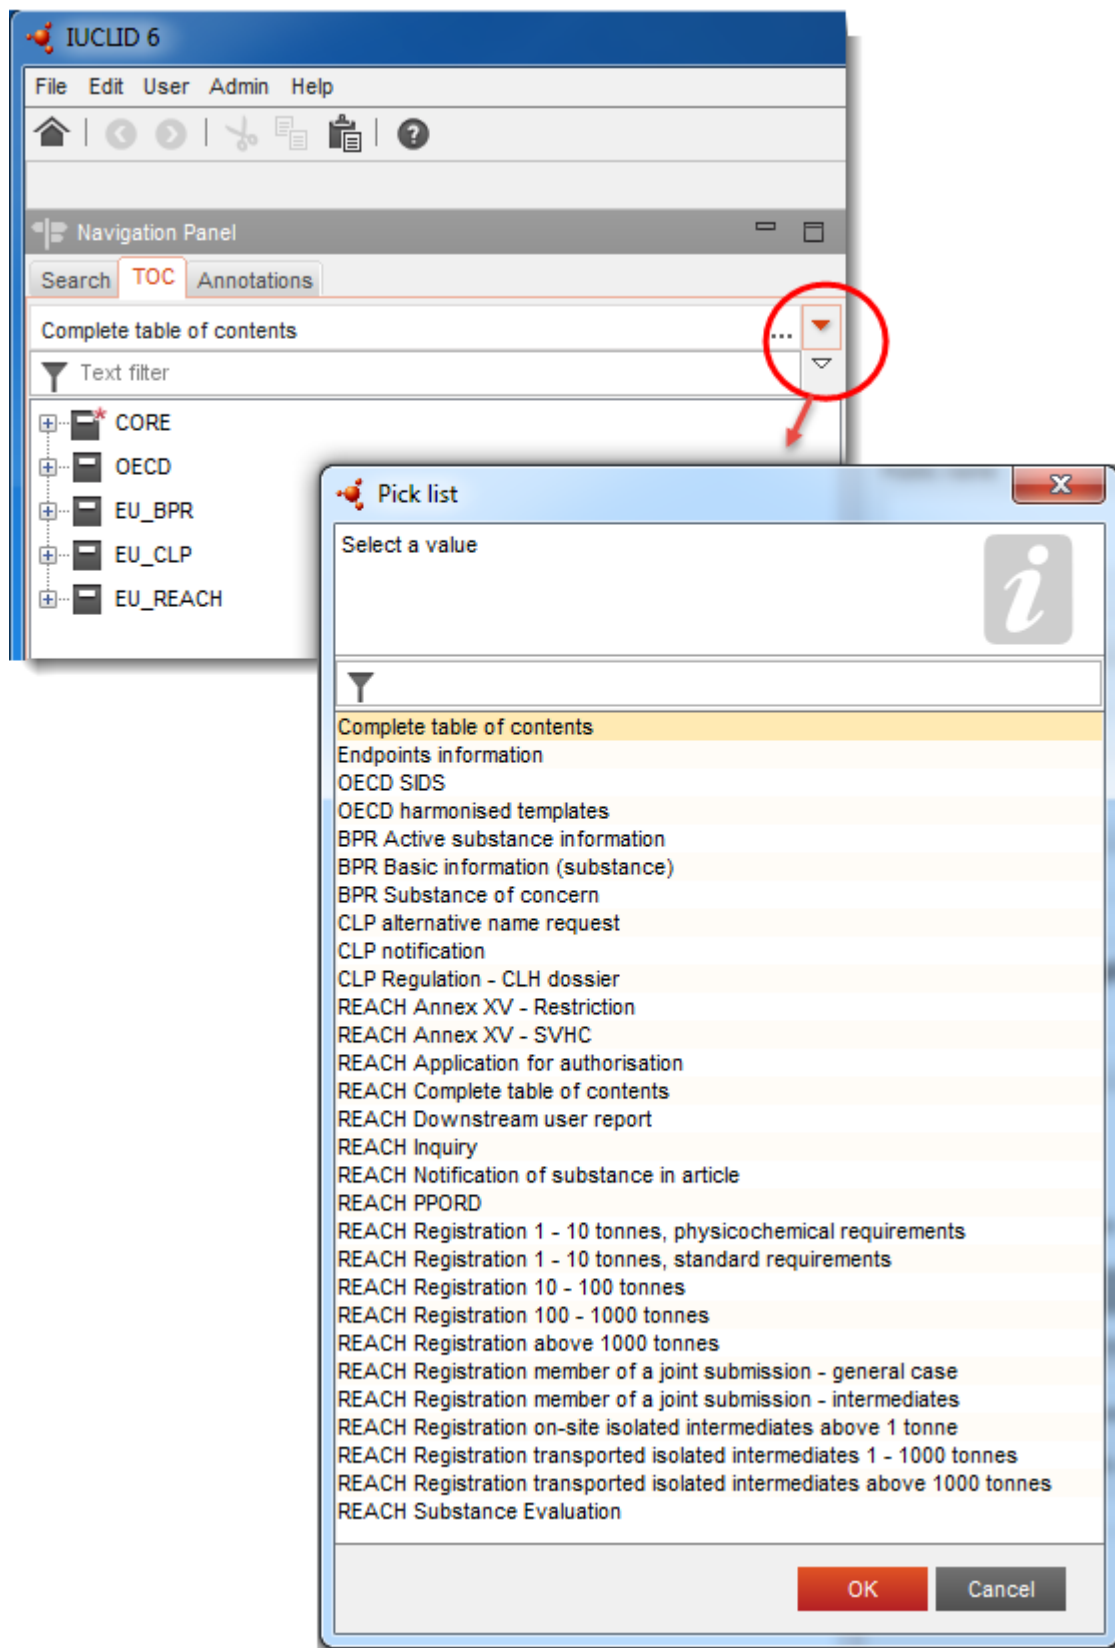 IUCLID 6
File Edit User Admin Help
Navigation Panel
Search TOC Annotations
Complete table of contents ...
Text filter
CORE
OECD
EU_BPR
EU_CLP
EU_REACH
Pick list
Select a value
Complete table of contents
Endpoints information
OECD SIDS
OECD harmonised templates
BPR Active substance information
BPR Basic information (substance)
BPR Substance of concern
CLP alternative name request
CLP notification
CLP Regulation - CLH dossier
REACH Annex XV - Restriction
REACH Annex XV - SVHC
REACH Application for authorisation
REACH Complete table of contents
REACH Downstream user report
REACH Inquiry
REACH Notification of substance in article
REACH PPORD
REACH Registration 1 - 10 tonnes, physicochemical requirements
REACH Registration 1 - 10 tonnes, standard requirements
REACH Registration 10 - 100 tonnes
REACH Registration 100 - 1000 tonnes
REACH Registration above 1000 tonnes
REACH Registration member of a joint submission - general case
REACH Registration member of a joint submission - intermediates
REACH Registration on-site isolated intermediates above 1 tonne
REACH Registration transported isolated intermediates 1 - 1000 tonnes
REACH Registration transported isolated intermediates above 1000 tonnes
REACH Substance Evaluation
OK Cancel